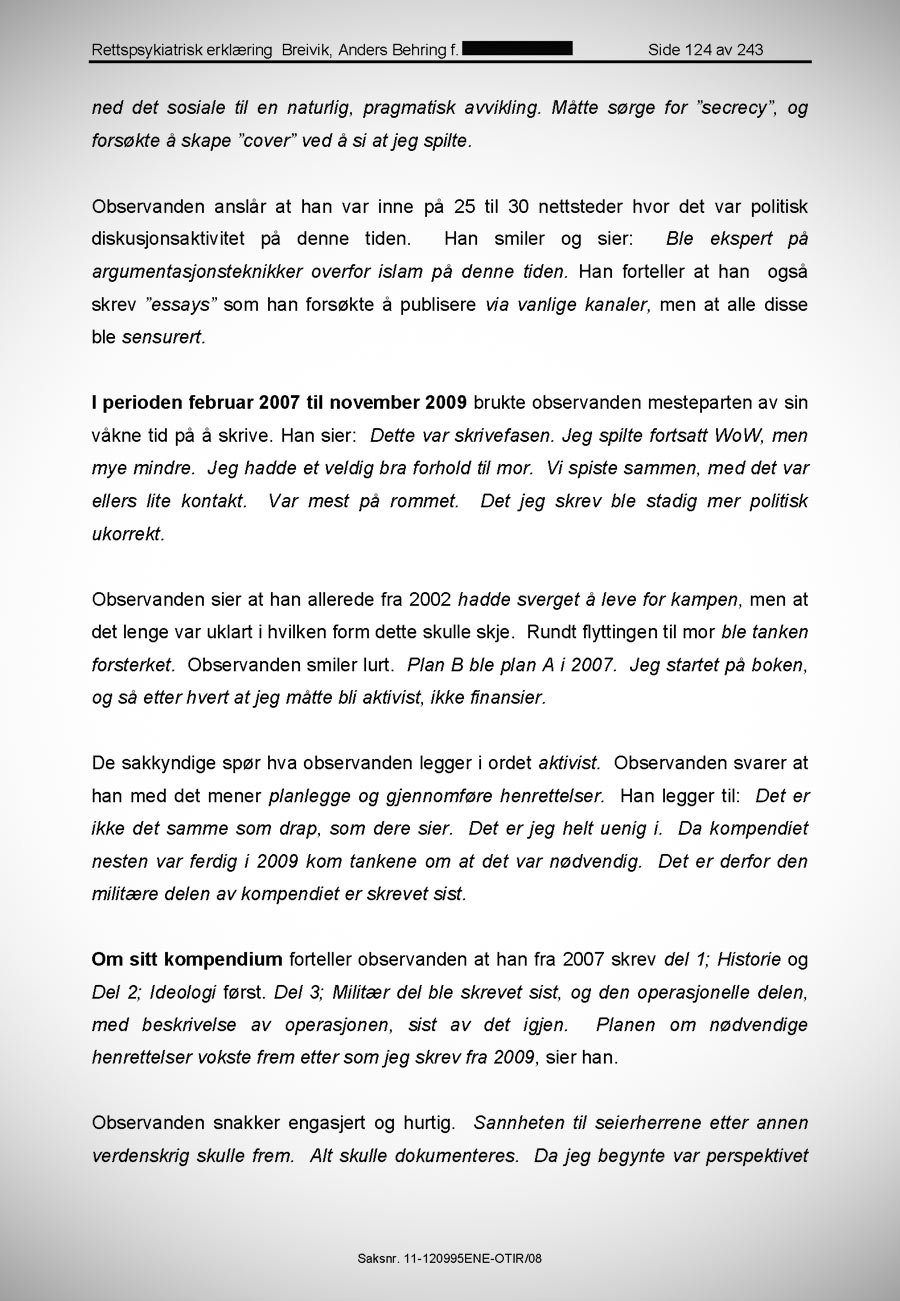 Rettspsykiatrisk erklæring Breivik, Anders Behring f. Side 124 av 243
ned det sosiale til en naturlig, pragmatisk avvikling. Måtte sørge for ”secrecy”, og
forsøkte å skape ”cover” ved å si at jeg spilte.
Observanden anslår at han var inne på 25 til 30 nettsteder hvor det var politisk
diskusjonsaktivitet på denne tiden. Han smiler og sier: Ble ekspert på
argumentasjonsteknikker overfor islam på denne tiden. Han forteller at han også
skrev ”essays” som han forsøkte å publisere via vanlige kanaler, men at alle disse
ble sensurert.
I perioden februar 2007 til november 2009 brukte observanden mesteparten av sin
våkne tid på å skrive. Han sier: Dette var skrivefasen. Jeg spilte fortsatt WoW, men
mye mindre. Jeg hadde et veldig bra forhold til mor. Vi spiste sammen, med det var
ellers lite kontakt. Var mest på rommet. Det jeg skrev ble stadig mer politisk
ukorrekt.
Observanden sier at han allerede fra 2002 hadde sverget å leve for kampen, men at
det lenge var uklart i hvilken form dette skulle skje. Rundt flyttingen til mor ble tanken
forsterket. Observanden smiler lurt. Plan B ble plan A i 2007. Jeg startet på boken,
og så etter hvert at jeg måtte bli aktivist, ikke finansier.
De sakkyndige spør hva observanden legger i ordet aktivist. Observanden svarer at
han med det mener planlegge og gjennomføre henrettelser. Han legger til: Det er
ikke det samme som drap, som dere sier. Det er jeg helt uenig i. Da kompendiet
nesten var ferdig i 2009 kom tankene om at det var nødvendig. Det er derfor den
militære delen av kompendiet er skrevet sist.
Om sitt kompendium forteller observanden at han fra 2007 skrev del 1; Historie og
Del 2; Ideologi først. Del 3; Militær del ble skrevet sist, og den operasjonelle delen,
med beskrivelse av operasjonen, sist av det igjen. Planen om nødvendige
henrettelser vokste frem etter som jeg skrev fra 2009, sier han.
Observanden snakker engasjert og hurtig. Sannheten til seierherrene etter annen
verdenskrig skulle frem. Alt skulle dokumenteres. Da jeg begynte var perspektivet
Saksnr. 11-120995ENE-OTIR/08